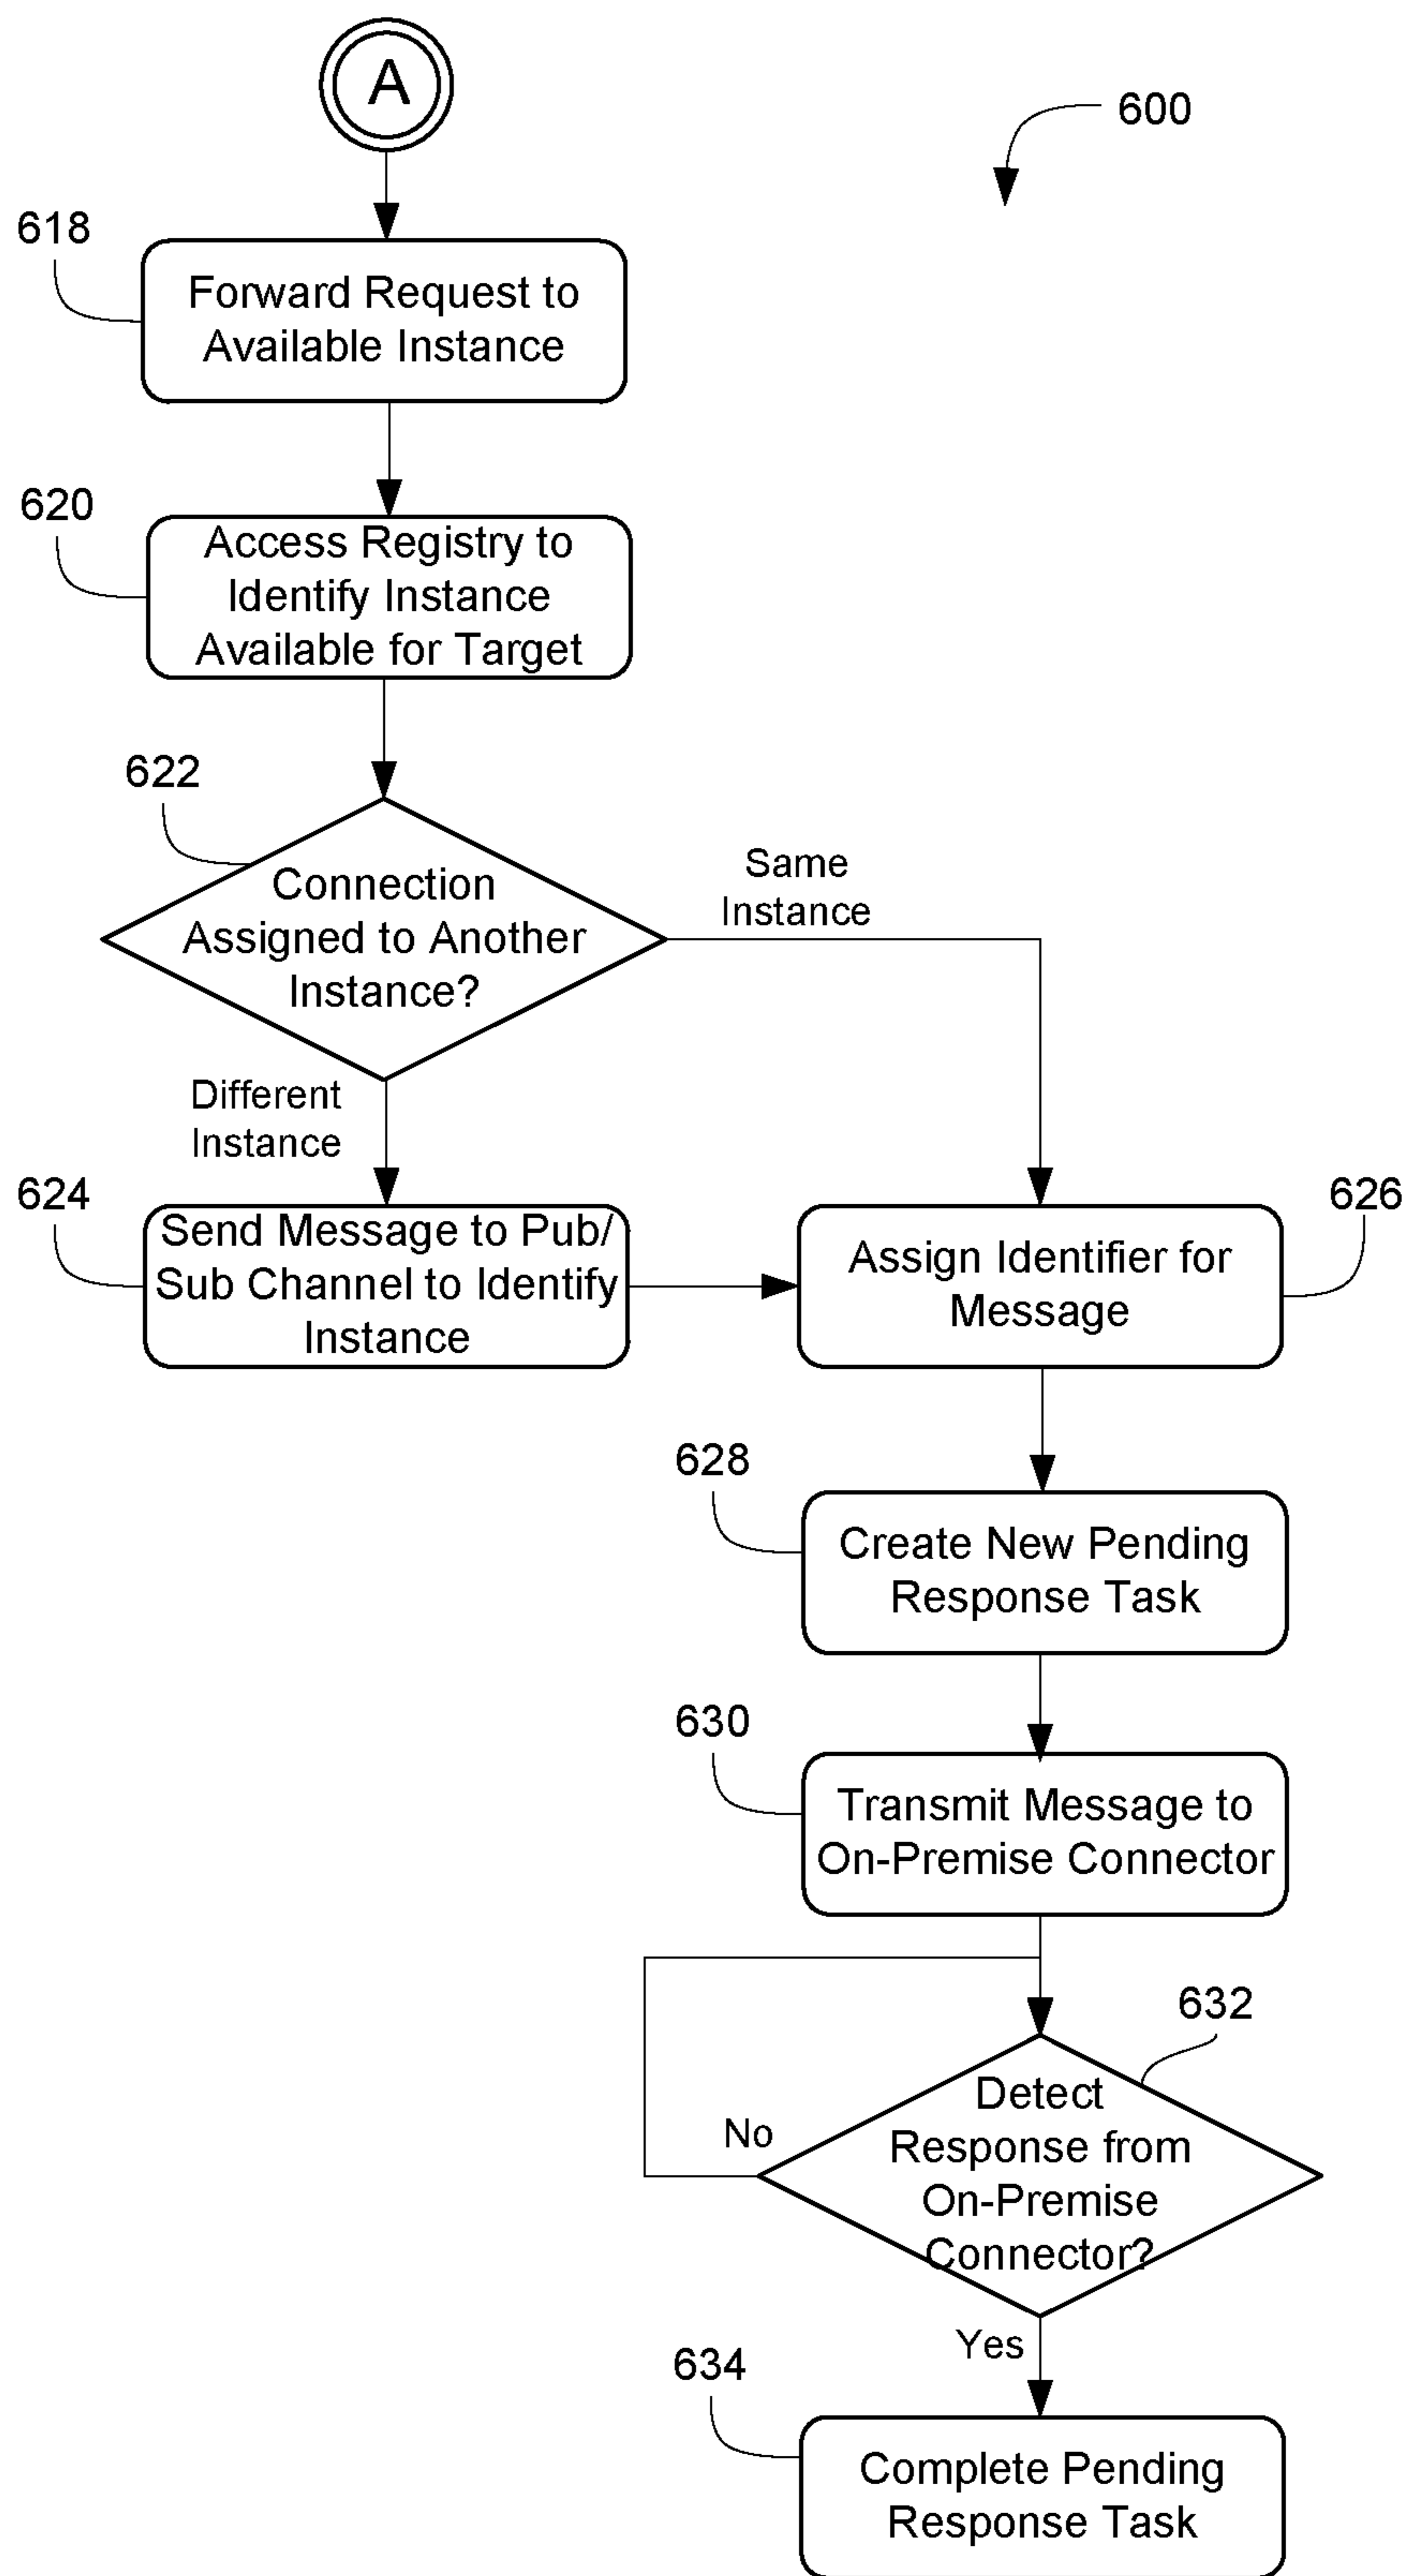 A
600
618
Forward Request to
Available Instance
620
Access Registry to
Identify Instance
Available for Target
622
Connection
Assigned to Another
Instance?
Same
Instance
Different
Instance
624
Send Message to Pub/
Sub Channel to Identify
Instance
626
Assign Identifier for
Message
628
Create New Pending
Response Task
630
Transmit Message to
On-Premise Connector
632
Detect
Response from
On-Premise
Connector?
No
Yes
634
Complete Pending
Response Task